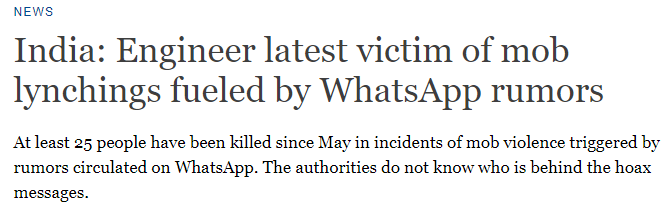 NEWS
India: Engineer latest victim of mob
lynchings fueled by WhatsApp rumors
At least 25 people have been killed since May in incidents of mob violence triggered by
rumors circulated on WhatsApp. The authorities do not know who is behind the hoax
messages.